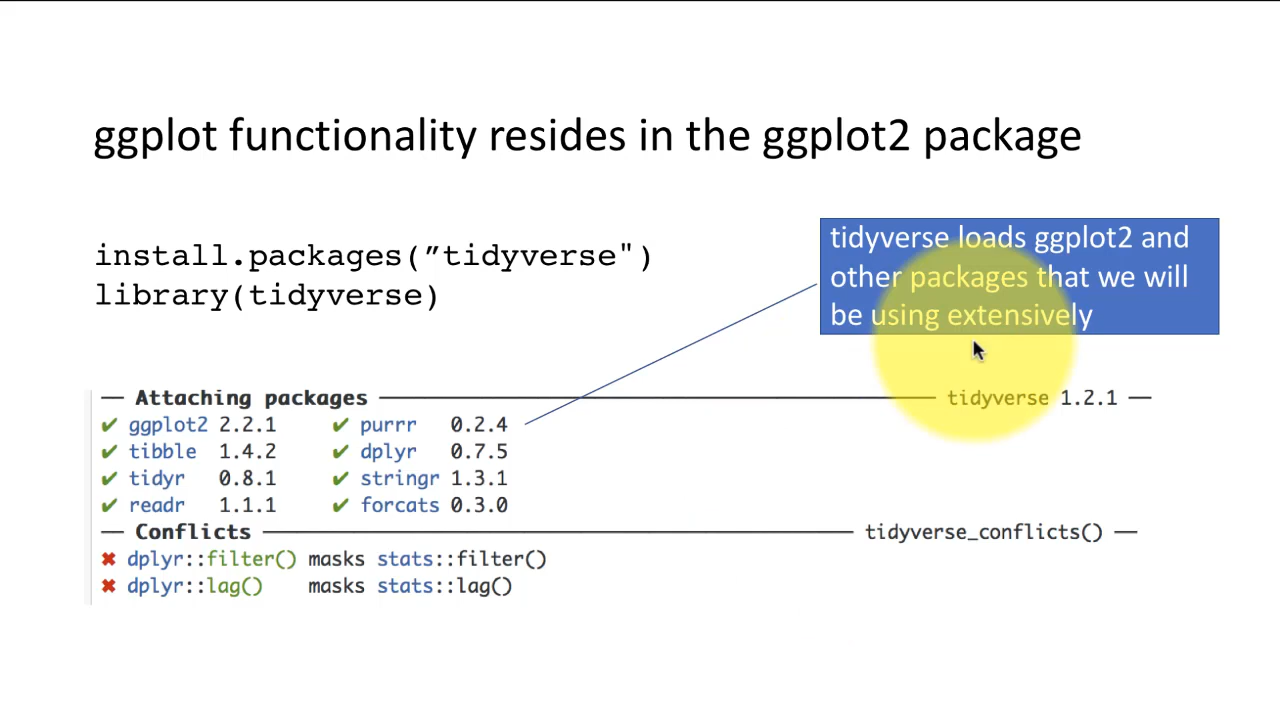 ggplot functionality resides in the ggplot2 package
install.packages(”tidyverse")
library(tidyverse)
tidyverse loads ggplot2 and
other packages that we will
be using extensively
— Attaching packages ———————————————— tidyverse 1.2.1 —
✔ ggplot2 2.2.1 ✔ purrr 0.2.4
✔ tibble 1.4.2 ✔ dplyr 0.7.5
✔ tidyr 0.8.1 ✔ stringr 1.3.1
✔ readr 1.1.1 ✔ forcats 0.3.0
— Conflicts ———————————————— tidyverse_conflicts() —
✖ dplyr::filter() masks stats::filter()
✖ dplyr::lag() masks stats::lag()